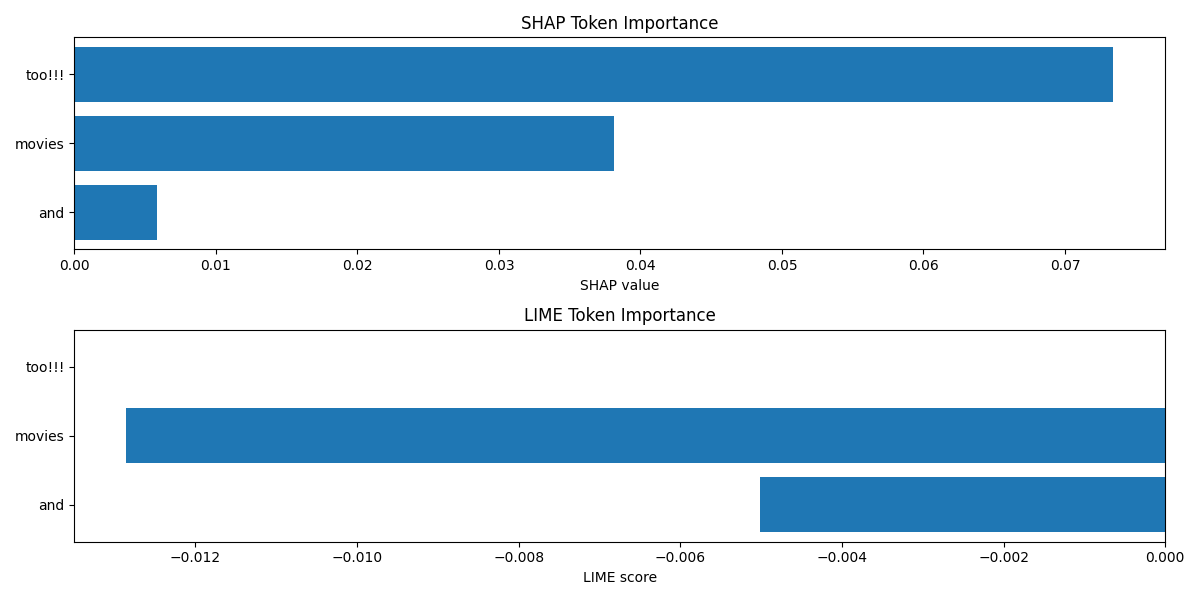 SHAP Token Importance
too!!!
movies
and
0.00 0.01 0.02 0.03 0.04 0.05 0.06 0.07
SHAP value
LIME Token Importance
too!!!
movies
and
−0.012 −0.010 −0.008 −0.006 −0.004 −0.002 0.000
LIME score